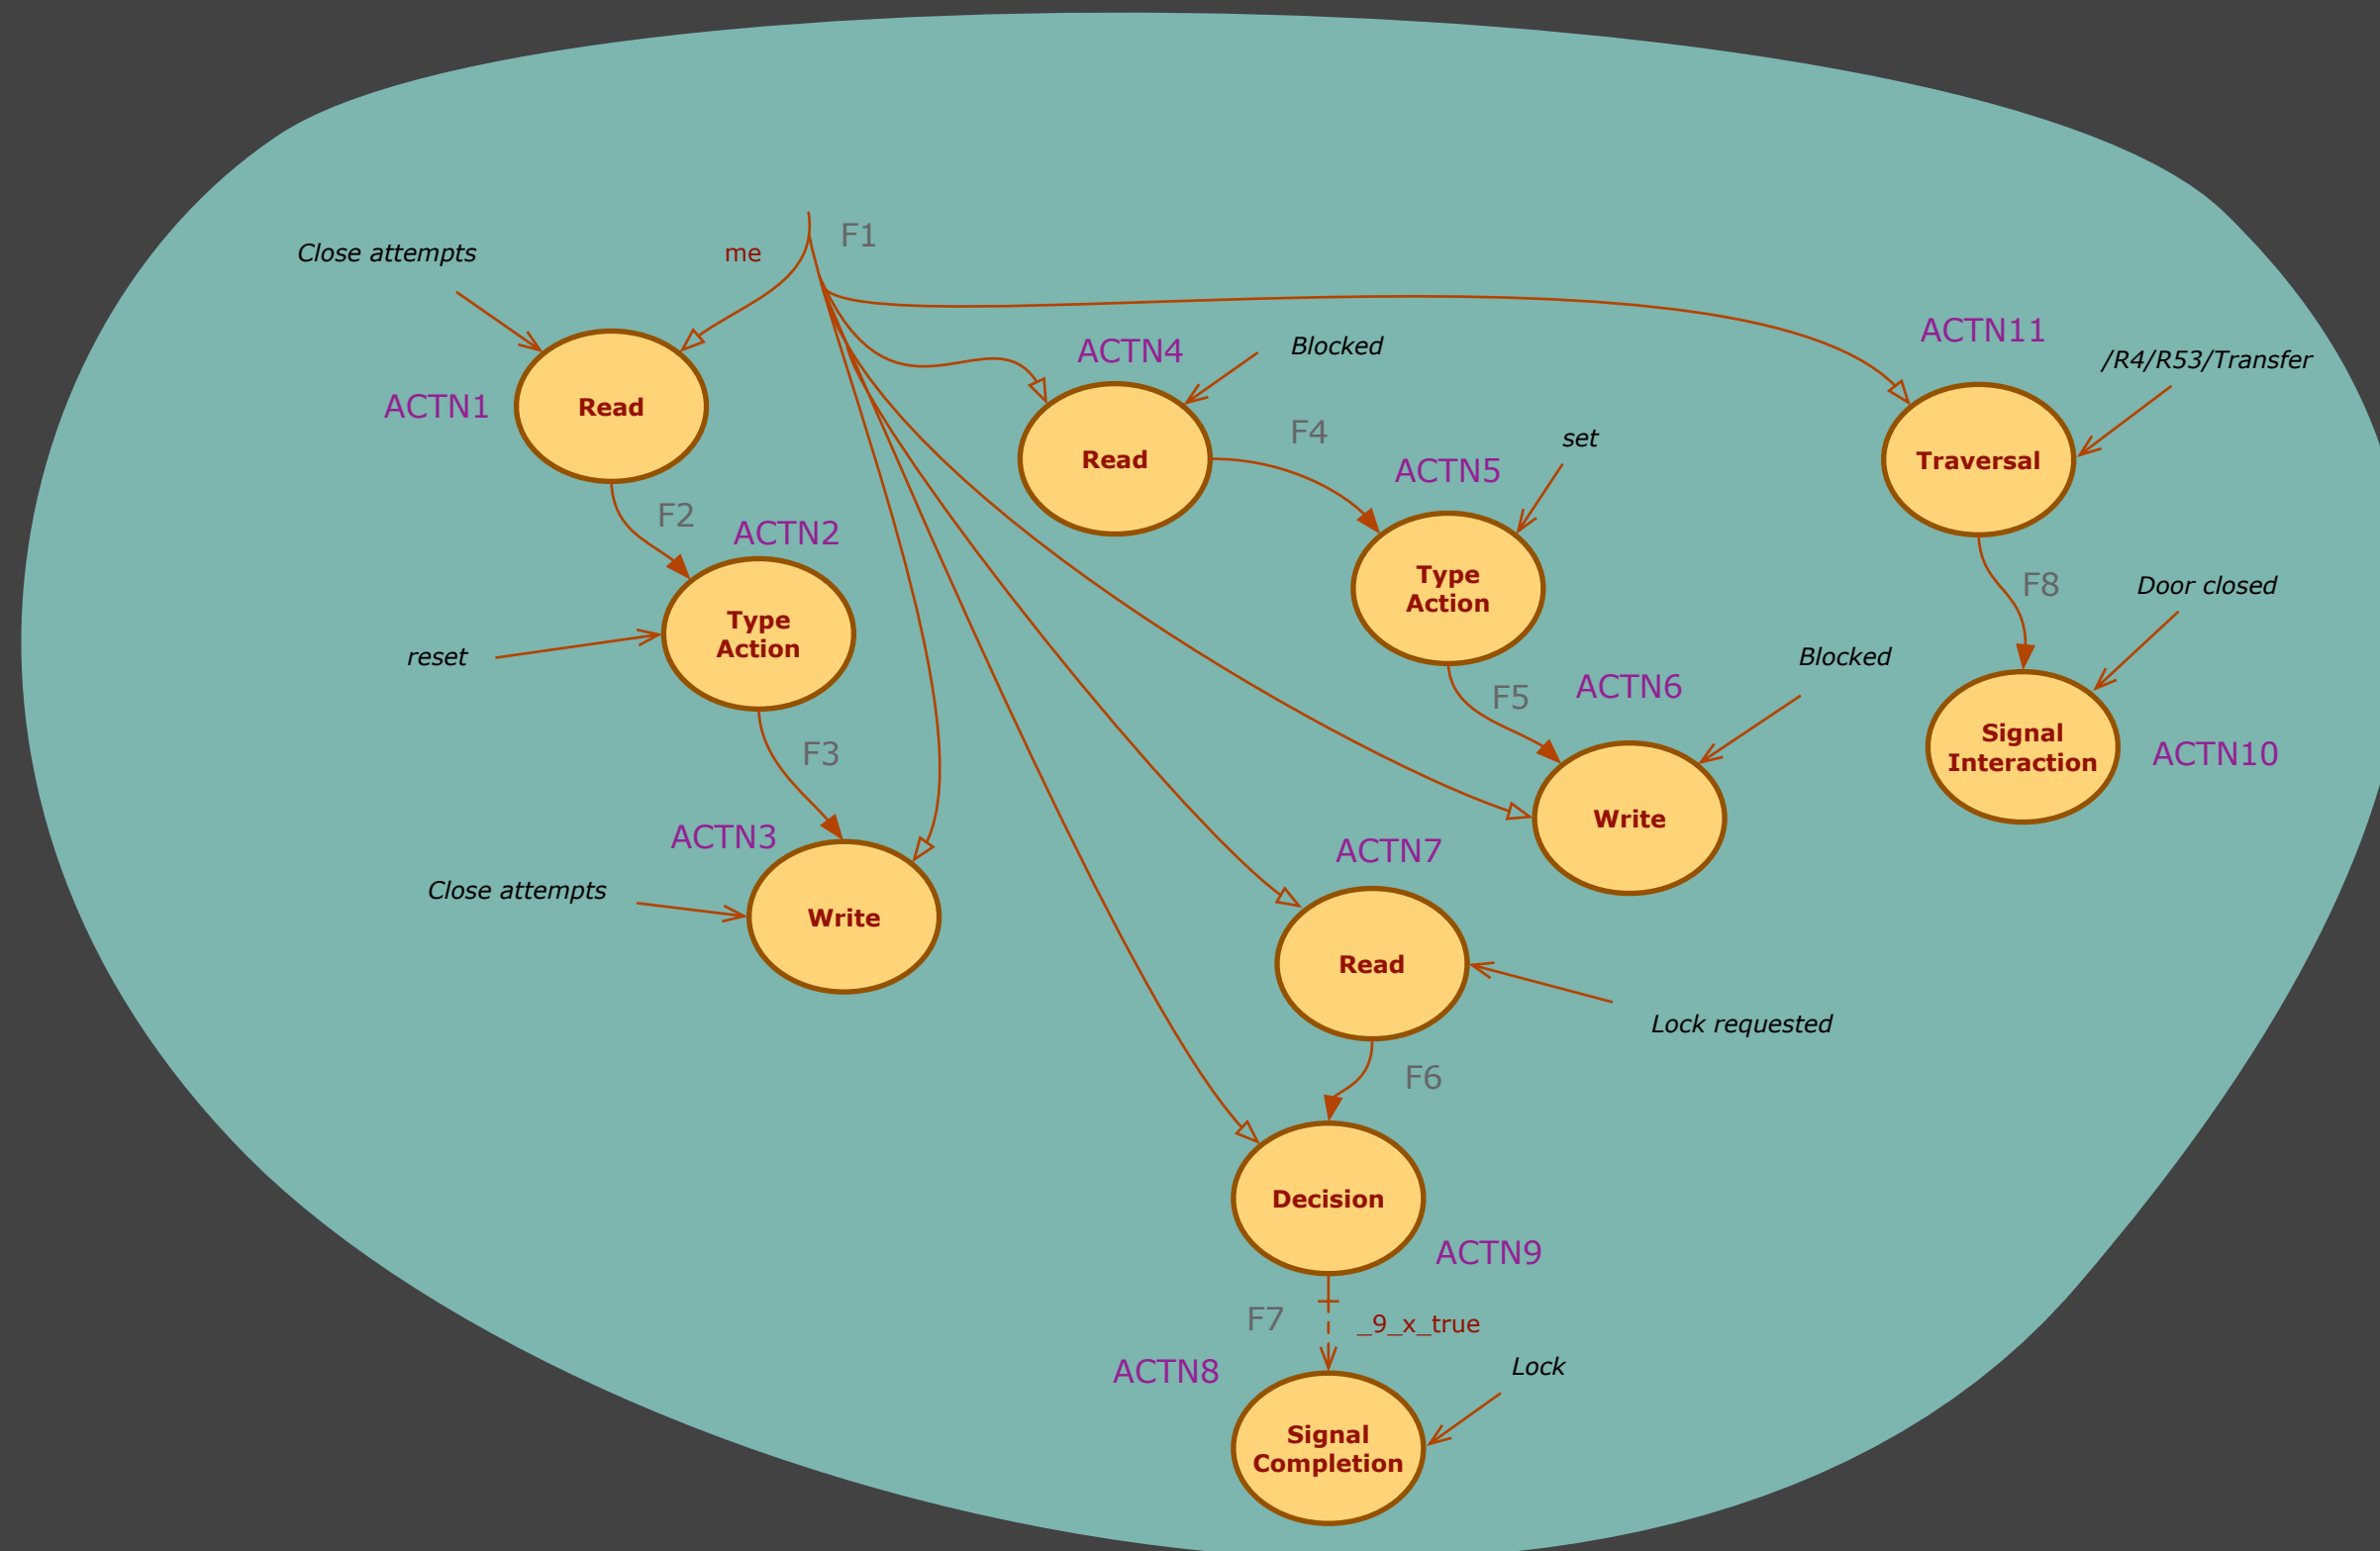 Close attempts
me
F1
ACTN1
Read
F2
ACTN2
Type
Action
reset
F3
ACTN3
Close attempts
Write
ACTN4
Blocked
Read
F4
ACTN5
set
Type
Action
F5
ACTN6
Blocked
Write
ACTN7
Read
Lock requested
F6
Decision
ACTN9
F7
_9_x_true
ACTN8
Lock
Signal
Completion
ACTN11
/R4/R53/Transfer
Traversal
F8
Door closed
Signal
Interaction
ACTN10